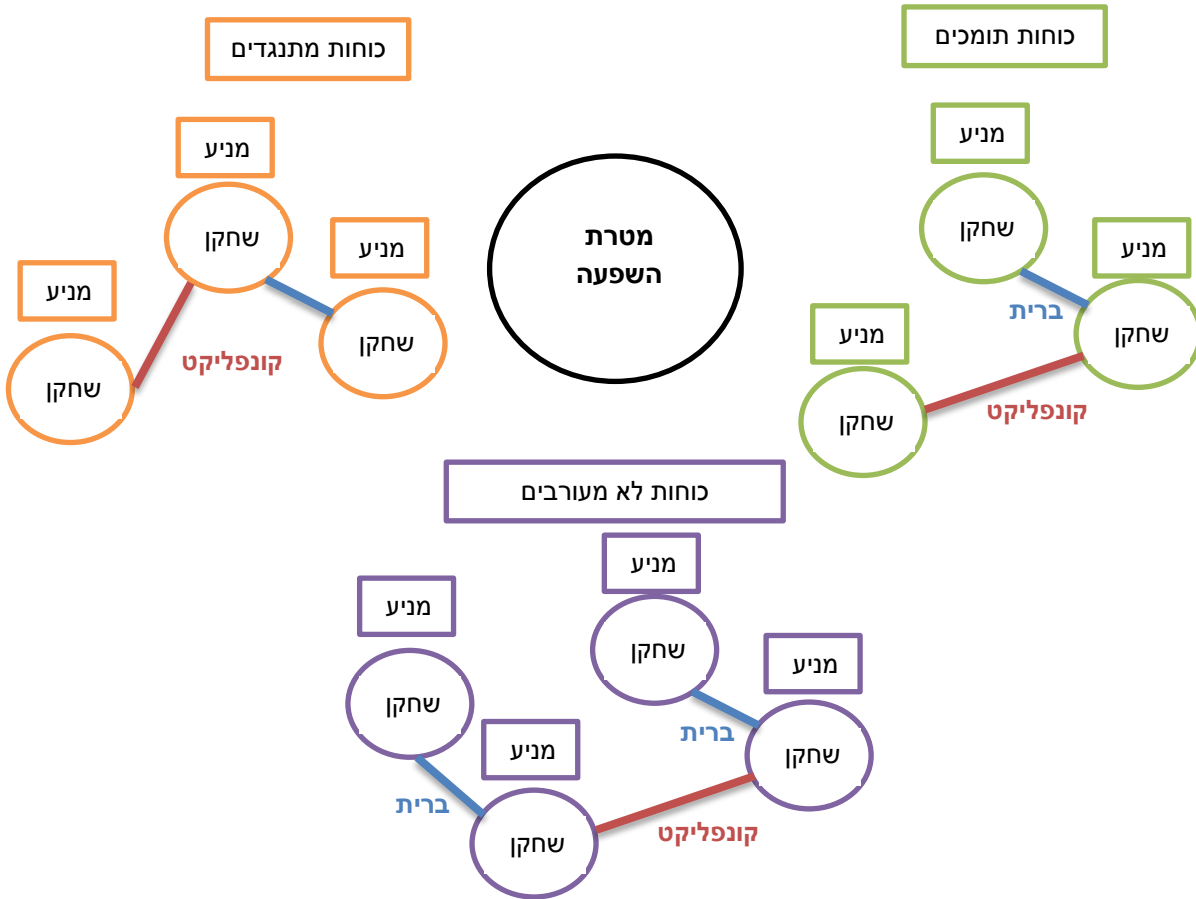 כוחות תומכים
כוחות מתנגדים
מניע
מניע
שחקן
שחקן
מניע
מניע
מטרת
השפעה
מניע
שחקן
ברית
מניע
שחקן
שחקן
קונפליקט
שחקן
קונפליקט
שחקן
כוחות לא מעורבים
מניע
מניע
שחקן
מניע
שחקן
מניע
ברית
שחקן
ברית
קונפליקט
שחקן